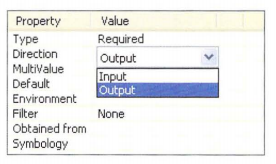 Property Value
Type Required
Direction Output
MultiValue Input
Default Output
Environment
Filter None
Obtained from
Symbology